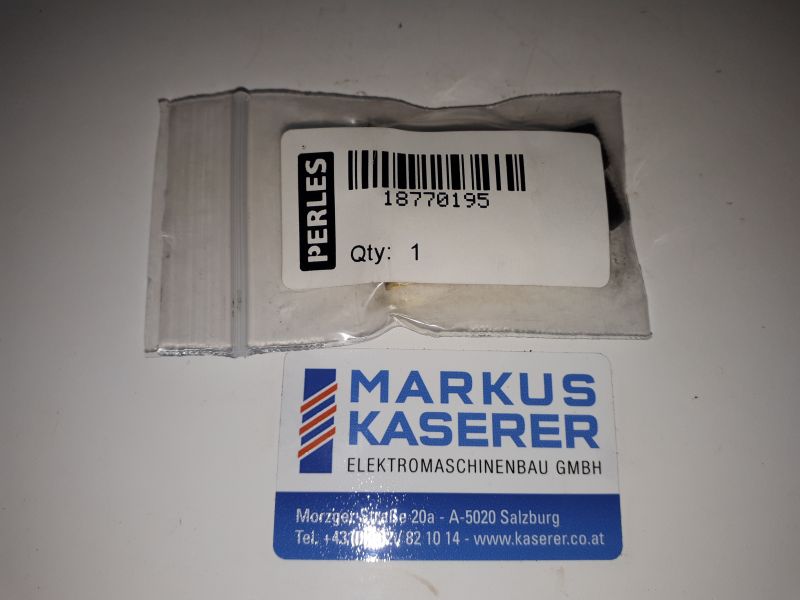 PERLES
18770195
Qty: 1
MARKUS
KASERER
ELEKTROMASCHINENBAU GMBH
Morzger Straße 20a - A-5020 Salzburg
Tel. 82 10 14 - www.kaserer.co.at